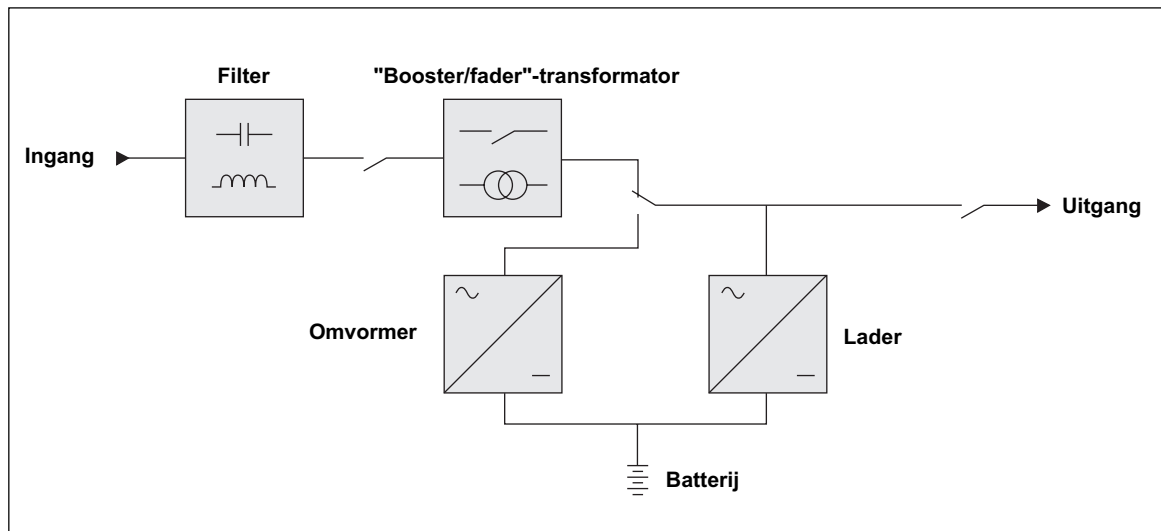 Filter
"Booster/fader"-transformator
Ingang
Uitgang
Omvormer
Lader
Batterij